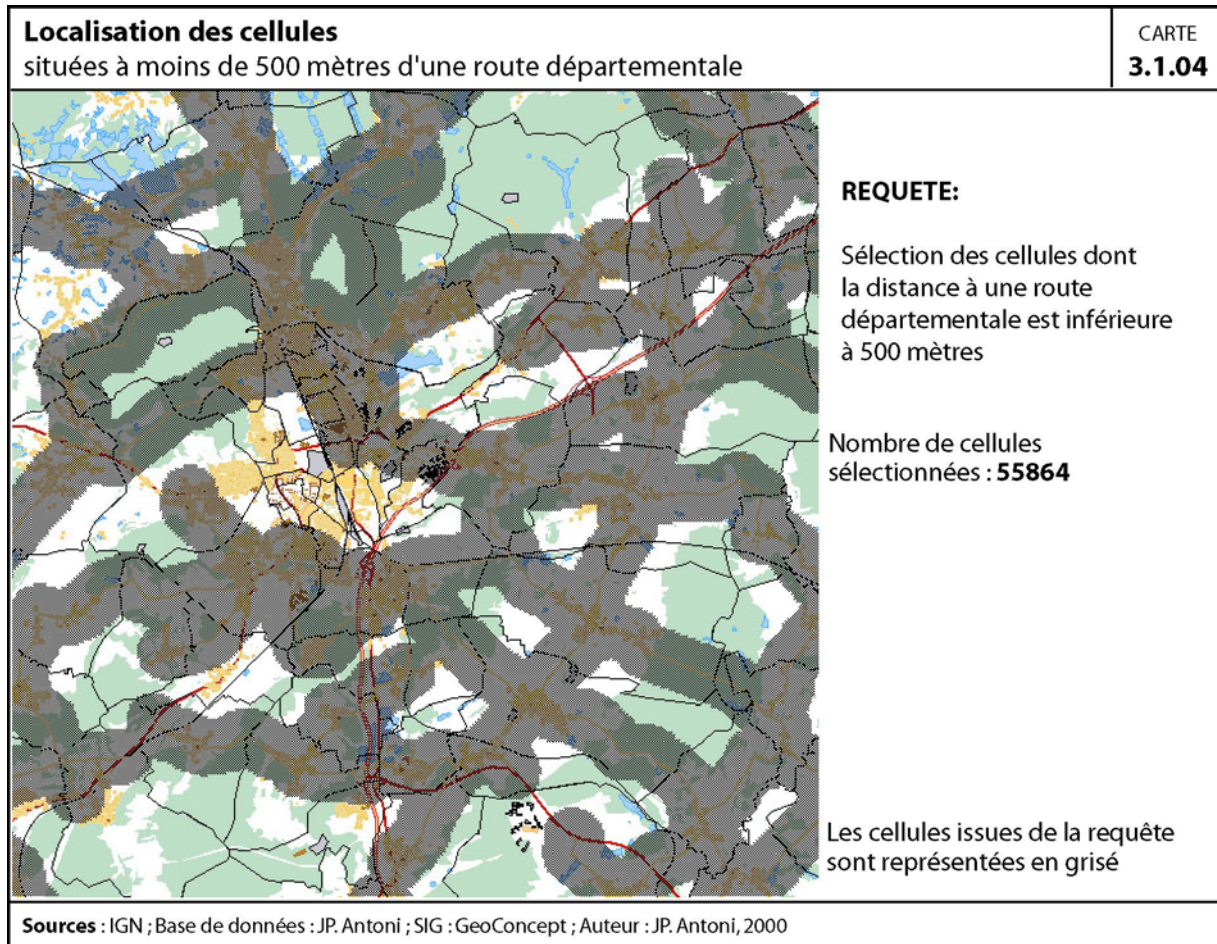 Localisation des cellules
situées à moins de 500 mètres d'une route départementale
CARTE
3.1.04
REQUETE:
Sélection des cellules dont
la distance à une route
départementale est inférieure
à 500 mètres
Nombre de cellules
sélectionnées : 55864
Les cellules issues de la requête
sont représentées en grisé
Sources : IGN ; Base de données : JP. Antoni ; SIG : GeoConcept ; Auteur : JP. Antoni, 2000